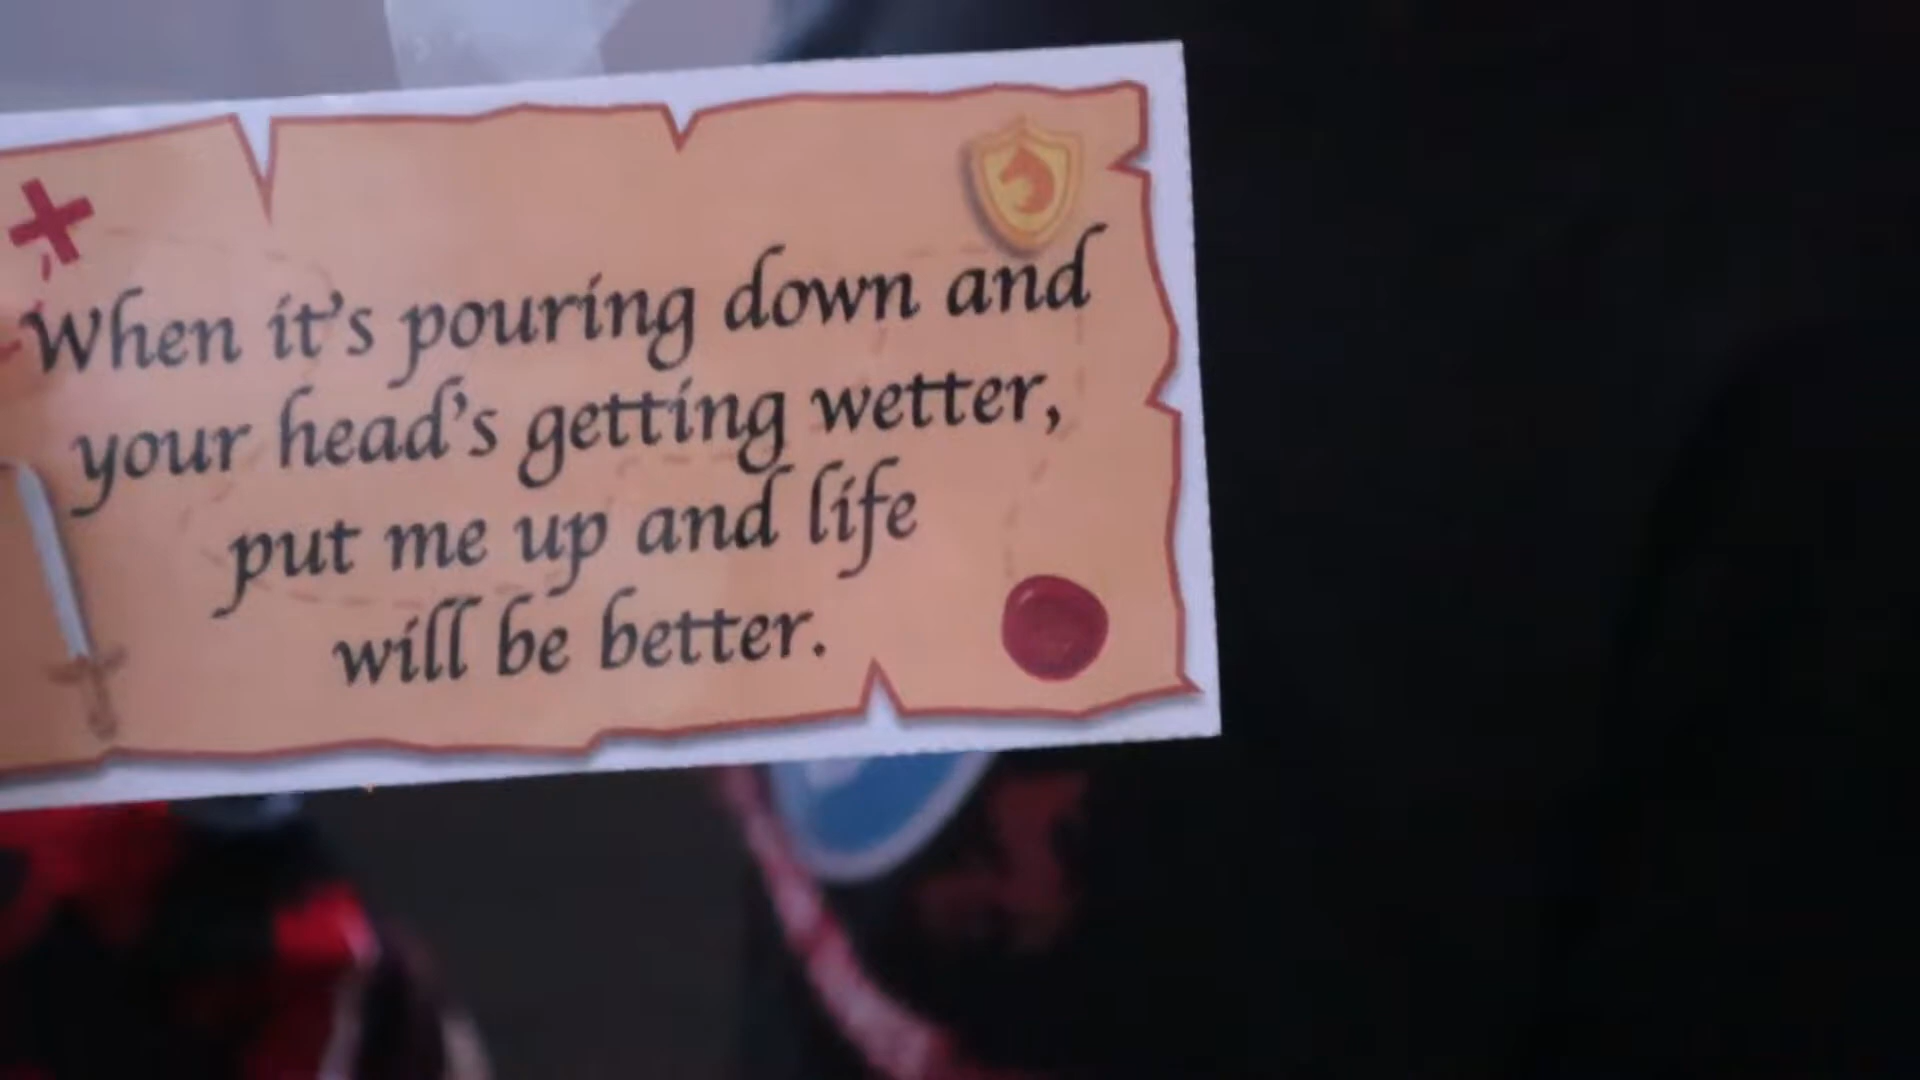 When it's pouring down and
your head's getting wetter,
put me up and life
will be better.